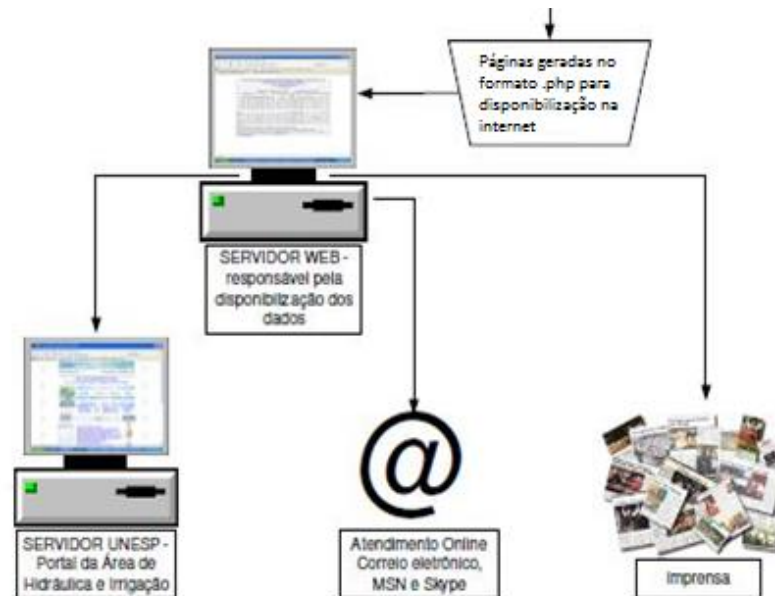 Páginas geradas no
formato .php para
disponibilização na
internet
SERVIDOR WEB -
responsável pela
disponibilização dos
dados
SERVIDOR UNESP -
Portal da Área de
Hidráulica e Irrigação
@
Atendimento Online
Correio eletrônico,
MSN e Skype
Imprensa